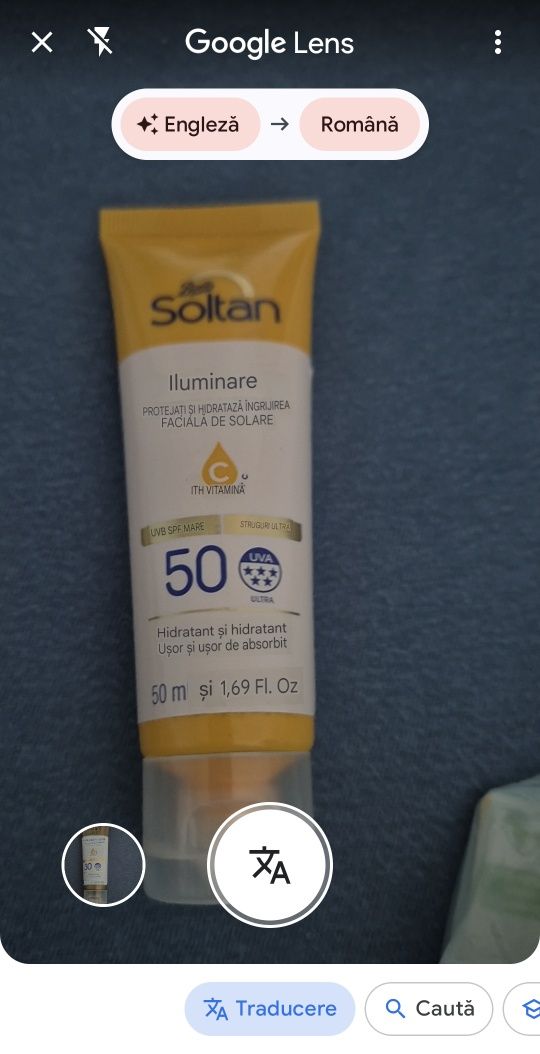 Google Lens
Engleză → Română
Soltan
Iluminare
PROTEJAȚI ȘI HIDRATAZĂ ÎNGRIJIREA
FACIALĂ DE SOLARE
C
ITH VITAMINĂ c
UVB SPF MARE STRUGURI ULTRA
50 UVA
ULTRA
Hidratant și hidratant
Ușor și ușor de absorbit
50 m și 1,69 Fl. Oz
Traducere Caută